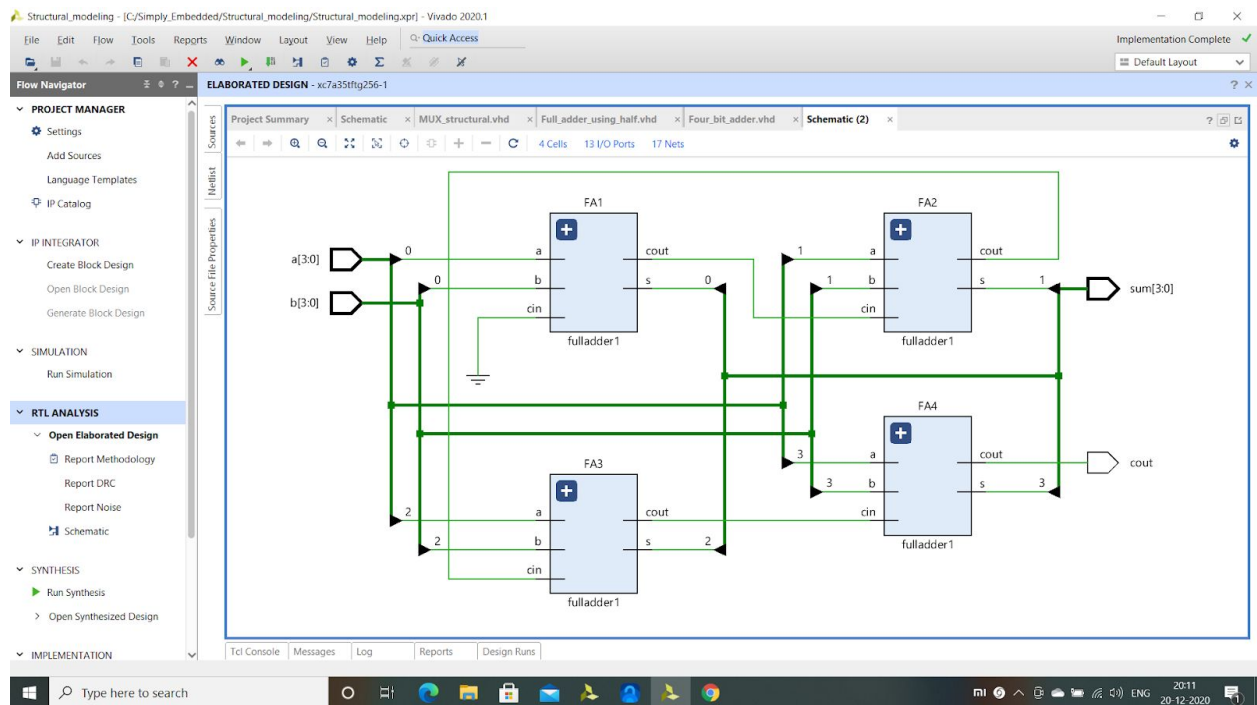 Structural_modeling - [C:/Simply_Embedded/Structural_modeling/Structural_modeling.xpr] - Vivado 2020.1
File Edit Flow Tools Reports Window Layout View Help Quick Access
Implementation Complete
Default Layout
Flow Navigator
ELABORATED DESIGN - xc7a35tftg256-1
PROJECT MANAGER
Settings
Add Sources
Language Templates
IP Catalog
IP INTEGRATOR
Create Block Design
Open Block Design
Generate Block Design
SIMULATION
Run Simulation
RTL ANALYSIS
Open Elaborated Design
Report Methodology
Report DRC
Report Noise
Schematic
SYNTHESIS
Run Synthesis
Open Synthesized Design
IMPLEMENTATION
Sources
Netlist
Source File Properties
Project Summary Schematic MUX_structural.vhd Full_adder_using_half.vhd Four_bit_adder.vhd Schematic (2)
4 Cells 13 I/O Ports 17 Nets
FA1 FA2
a[3:0] 0 a cout 1 a cout
b[3:0] 0 b s 0 1 b s 1 sum[3:0]
cin cin
fulladder1 fulladder1
FA4
3 a cout cout
3 b s 3
cin
fulladder1
FA3
2 a cout
2 b s 2
cin
fulladder1
Tcl Console Messages Log Reports Design Runs
Type here to search
ENG
20:11
20-12-2020
1